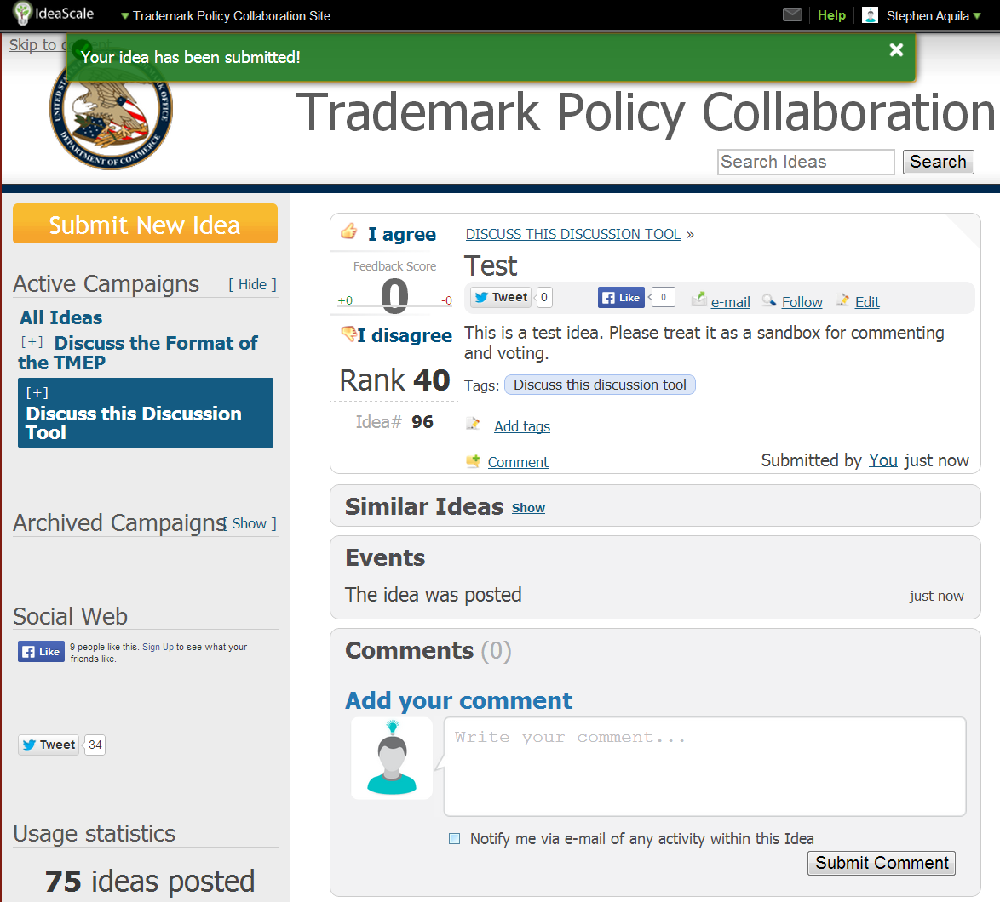 IdeaScale
Trademark Policy Collaboration Site
Help
Stephen.Aquila
Skip to
Your idea has been submitted!
UNITED STATES
TRADEMARK OFFICE
DEPARTMENT OF COMMERCE
Trademark Policy Collaboration
Search Ideas
Search
Submit New Idea
Active Campaigns
[ Hide ]
All Ideas
[+] Discuss the Format of
the TMEP
[+]
Discuss this Discussion
Tool
Archived Campaigns
[ Show ]
Social Web
Like
9 people like this. Sign Up to see what your
friends like.
Tweet
34
Usage statistics
75 ideas posted
I agree
Feedback Score
+0
0
-0
I disagree
Rank 40
Idea# 96
DISCUSS THIS DISCUSSION TOOL »
Test
Tweet
0
Like
0
e-mail
Follow
Edit
This is a test idea. Please treat it as a sandbox for commenting
and voting.
Tags: Discuss this discussion tool
Add tags
Comment
Submitted by You just now
Similar Ideas Show
Events
The idea was posted
just now
Comments (0)
Add your comment
Write your comment...
Notify me via e-mail of any activity within this Idea
Submit Comment